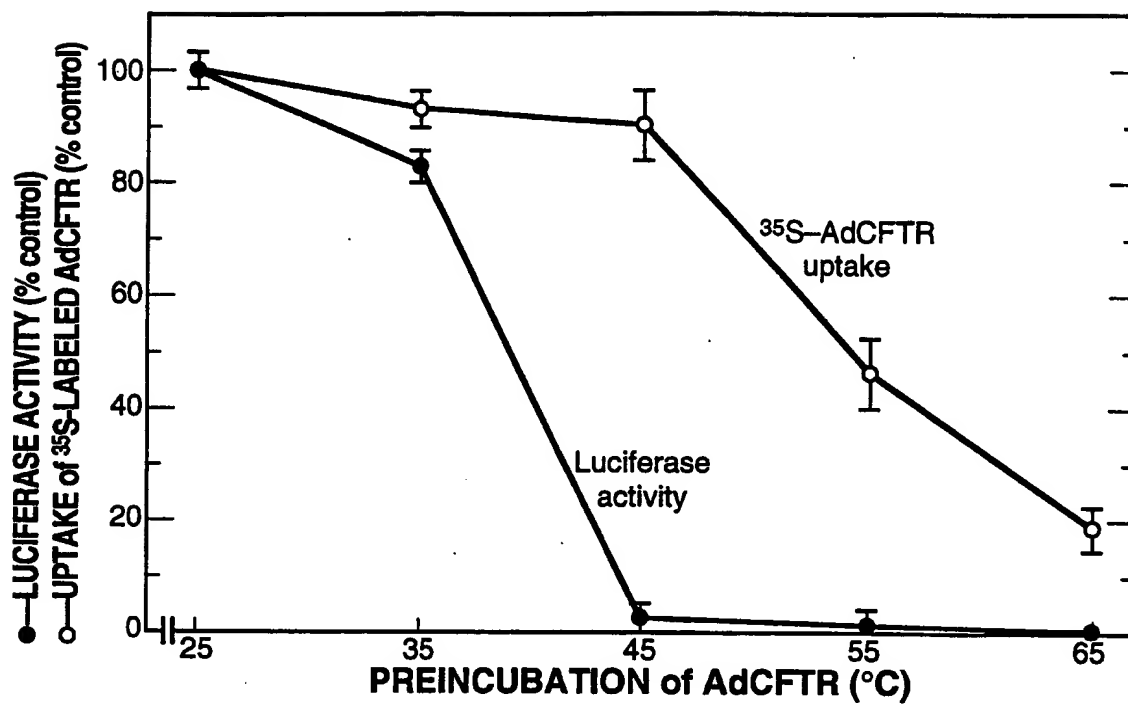 ●—LUCIFERASE ACTIVITY (% control)
○—UPTAKE of ³⁵S-LABELED AdCFTR (% control)
100
80
60
40
20
0
³⁵S–AdCFTR
uptake
Luciferase
activity
25 35 45 55 65
PREINCUBATION of AdCFTR (°C)